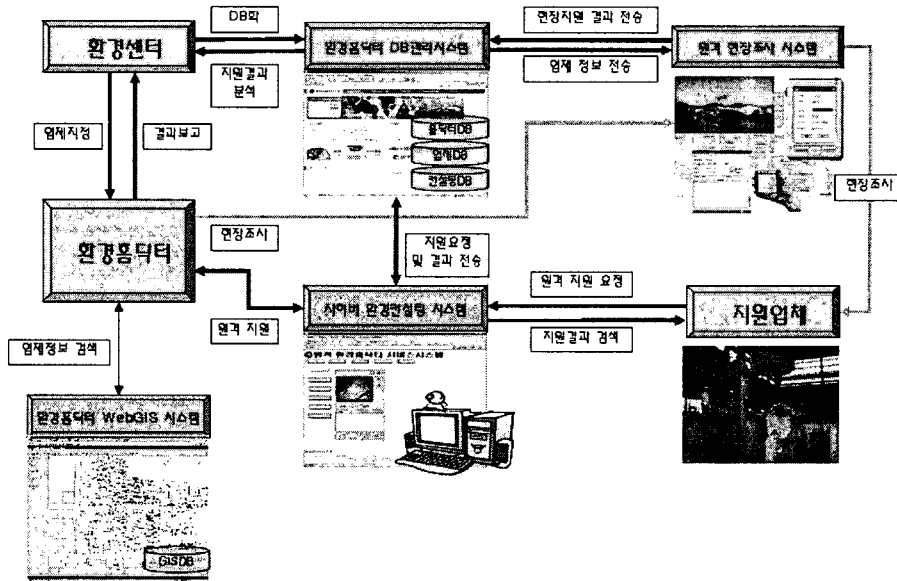 DB화
현장지원 결과 전송
환경센터
환경홈닥터 DB관리시스템
원격 현장조사 시스템
지원결과
분석
업체 정보 전송
업체지정
결과보고
홈닥터DB
업체DB
컨설팅DB
현장조사
환경홈닥터
현장조사
지원요청
및 결과 전송
원격 지원 요청
사이버 환경컨설팅 시스템
지원업체
원격 지원
지원결과 검색
업체정보 검색
환경홈닥터 WebGIS 시스템
GISDB